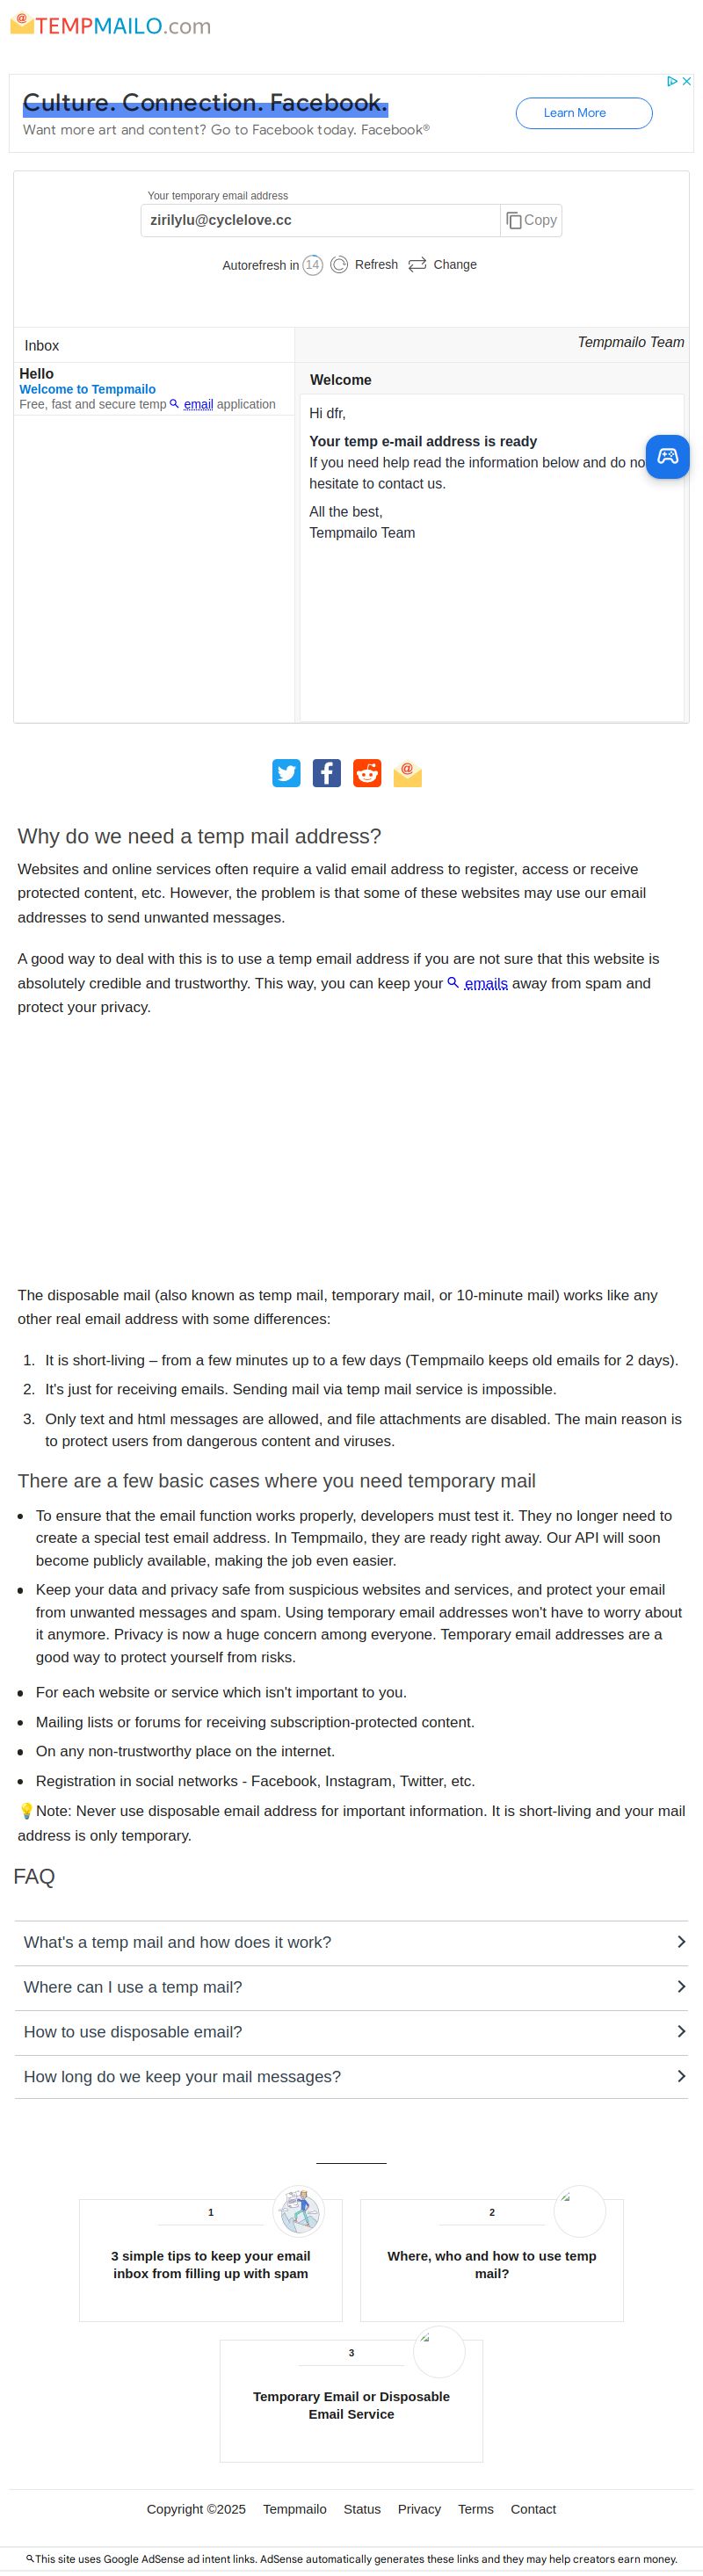 @ TEMPMAILO.com
Culture. Connection. Facebook.
Want more art and content? Go to Facebook today. Facebook®
Learn More
Your temporary email address
zirilylu@cyclelove.cc
Copy
Autorefresh in 14 Refresh Change
Inbox
Tempmailo Team
Hello
Welcome to Tempmailo
Free, fast and secure temp email application
Welcome
Hi dfr,
Your temp e-mail address is ready
If you need help read the information below and do no
hesitate to contact us.
All the best,
Tempmailo Team
@
Why do we need a temp mail address?
Websites and online services often require a valid email address to register, access or receive
protected content, etc. However, the problem is that some of these websites may use our email
addresses to send unwanted messages.
A good way to deal with this is to use a temp email address if you are not sure that this website is
absolutely credible and trustworthy. This way, you can keep your emails away from spam and
protect your privacy.
The disposable mail (also known as temp mail, temporary mail, or 10-minute mail) works like any
other real email address with some differences:
1. It is short-living – from a few minutes up to a few days (Tempmailo keeps old emails for 2 days).
2. It's just for receiving emails. Sending mail via temp mail service is impossible.
3. Only text and html messages are allowed, and file attachments are disabled. The main reason is
to protect users from dangerous content and viruses.
There are a few basic cases where you need temporary mail
• To ensure that the email function works properly, developers must test it. They no longer need to
create a special test email address. In Tempmailo, they are ready right away. Our API will soon
become publicly available, making the job even easier.
• Keep your data and privacy safe from suspicious websites and services, and protect your email
from unwanted messages and spam. Using temporary email addresses won't have to worry about
it anymore. Privacy is now a huge concern among everyone. Temporary email addresses are a
good way to protect yourself from risks.
• For each website or service which isn't important to you.
• Mailing lists or forums for receiving subscription-protected content.
• On any non-trustworthy place on the internet.
• Registration in social networks - Facebook, Instagram, Twitter, etc.
💡Note: Never use disposable email address for important information. It is short-living and your mail
address is only temporary.
FAQ
What's a temp mail and how does it work?
Where can I use a temp mail?
How to use disposable email?
How long do we keep your mail messages?
1
3 simple tips to keep your email
inbox from filling up with spam
2
Where, who and how to use temp
mail?
3
Temporary Email or Disposable
Email Service
Copyright ©2025 Tempmailo Status Privacy Terms Contact
This site uses Google AdSense ad intent links. AdSense automatically generates these links and they may help creators earn money.